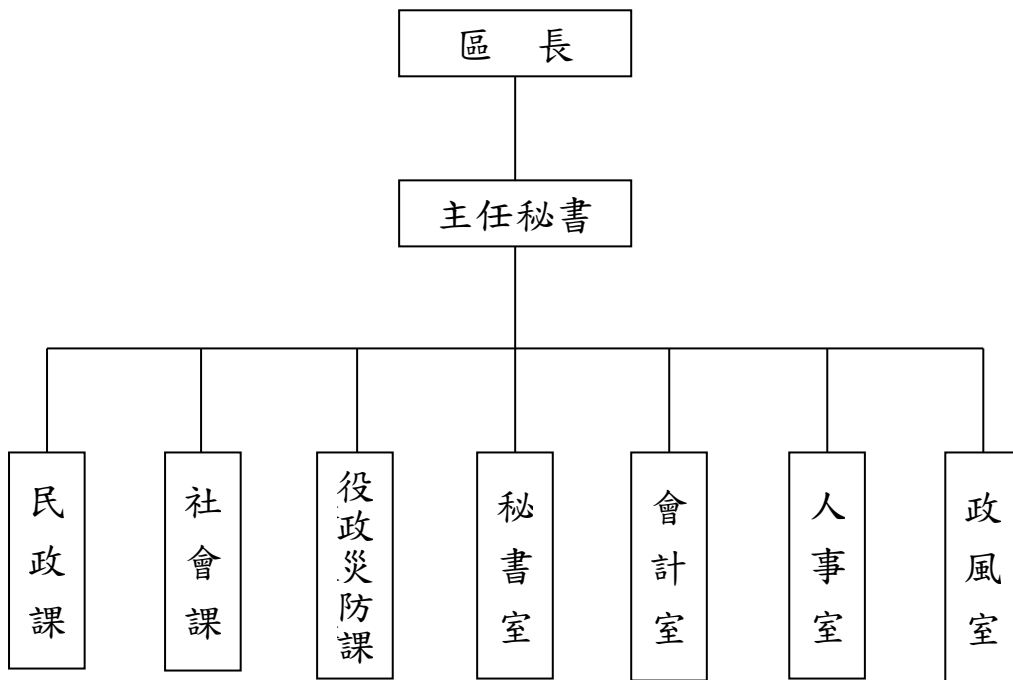 區 長
主任秘書
民政課
社會課
役政災防課
秘書室
會計室
人事室
政風室